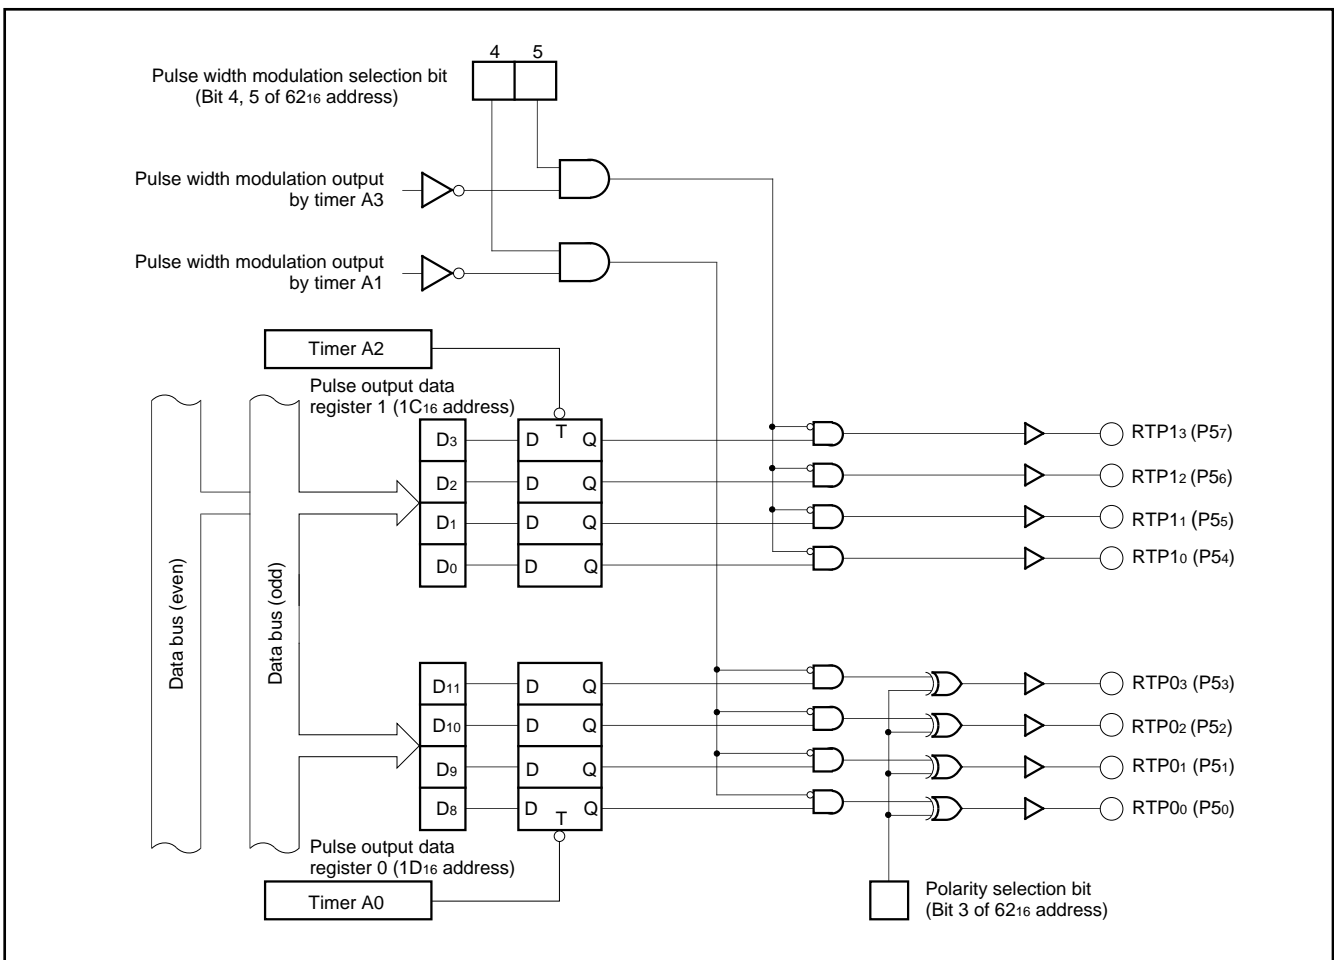 4 5
Pulse width modulation selection bit
(Bit 4, 5 of 6216 address)
Pulse width modulation output
by timer A3
Pulse width modulation output
by timer A1
Timer A2
Pulse output data
register 1 (1C16 address)
T
D3 D Q
D2 D Q
D1 D Q
D0 D Q
RTP13 (P57)
RTP12 (P56)
RTP11 (P55)
RTP10 (P54)
Data bus (even)
Data bus (odd)
D11 D Q
D10 D Q
D9 D Q
D8 D Q
T
RTP03 (P53)
RTP02 (P52)
RTP01 (P51)
RTP00 (P50)
Pulse output data
register 0 (1D16 address)
Timer A0
Polarity selection bit
(Bit 3 of 6216 address)